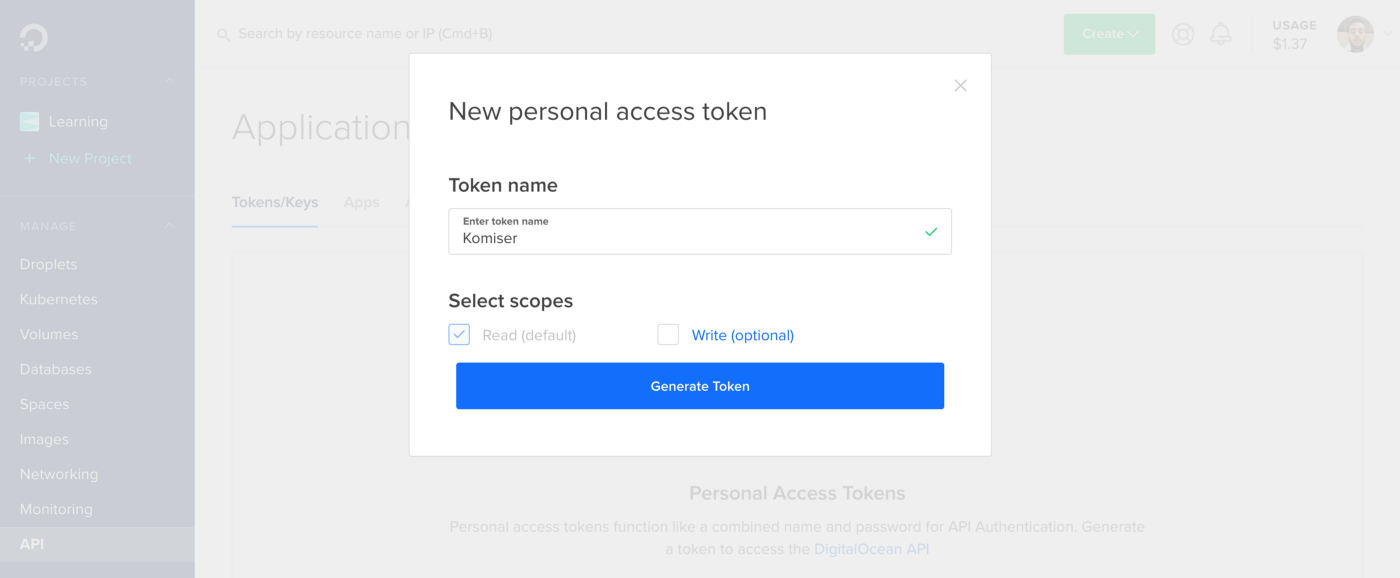 Search by resource name or IP (Cmd+B)
Create
USAGE
$1.37
PROJECTS
Learning
+ New Project
MANAGE
Droplets
Kubernetes
Volumes
Databases
Spaces
Images
Networking
Monitoring
API
Application
Tokens/Keys
Apps
New personal access token
Token name
Enter token name
Komiser
Select scopes
Read (default)
Write (optional)
Generate Token
Personal Access Tokens
Personal access tokens function like a combined name and password for API Authentication. Generate
a token to access the DigitalOcean API